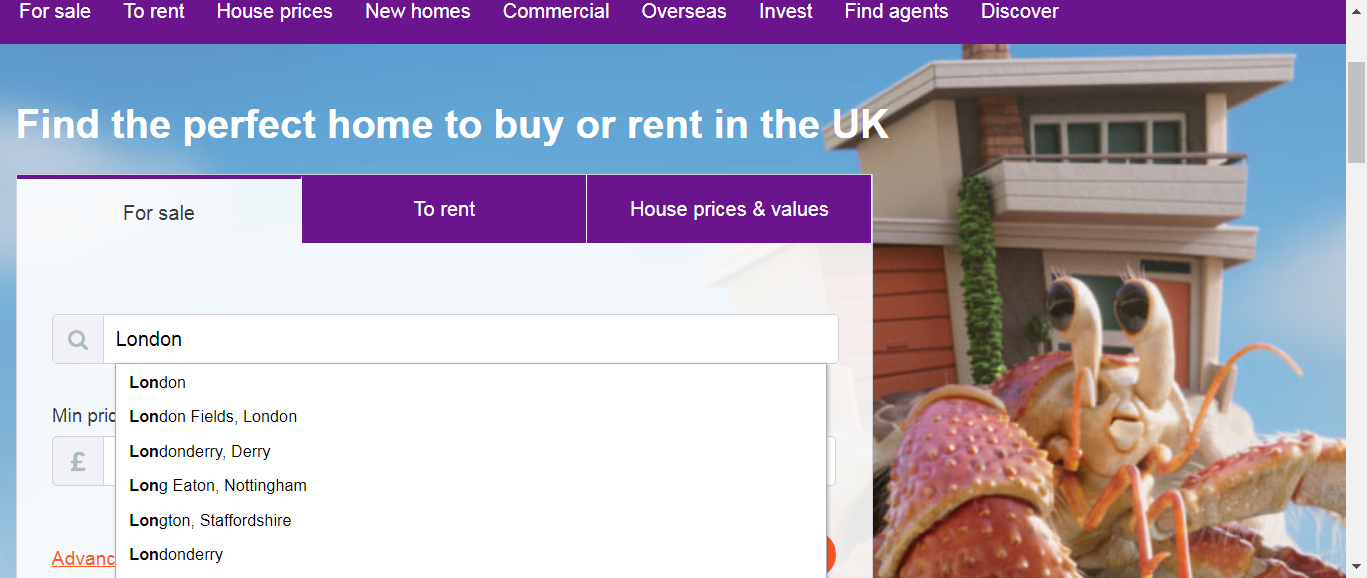 For sale To rent House prices New homes Commercial Overseas Invest Find agents Discover
Find the perfect home to buy or rent in the UK
For sale To rent House prices & values
London
London
London Fields, London
Londonderry, Derry
Min pric
£
Long Eaton, Nottingham
Longton, Staffordshire
Londonderry
Advanc